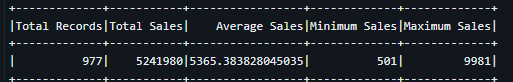 +-------------+-----------+----------------+-------------+-------------+
|Total Records|Total Sales|   Average Sales|Minimum Sales|Maximum Sales|
+-------------+-----------+----------------+-------------+-------------+
|          977|    5241980|5365.383828045035|          501|         9981|
+-------------+-----------+----------------+-------------+-------------+